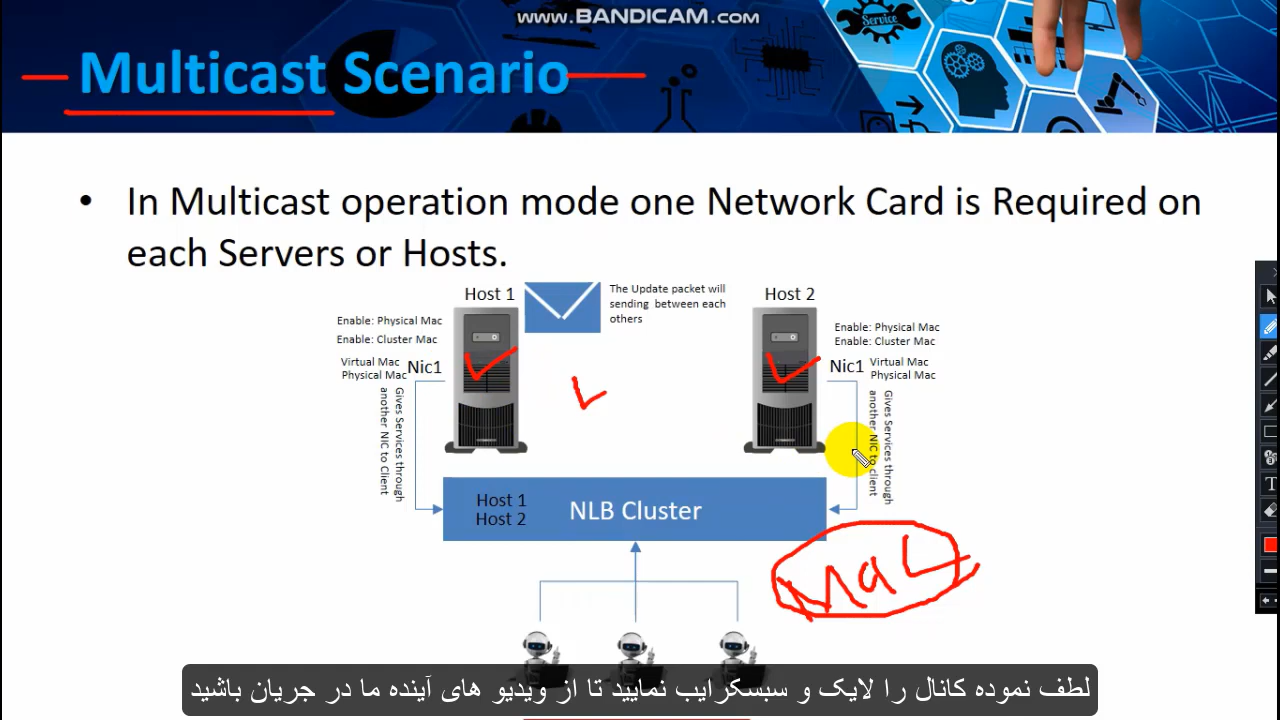 www.BANDICAM.com
Service
Multicast Scenario
• In Multicast operation mode one Network Card is Required on
each Servers or Hosts.
Host 1
The Update packet will
sending between each
others
Host 2
Enable: Physical Mac
Enable: Cluster Mac
Virtual Mac
Physical Mac
Nic1
Enable: Physical Mac
Enable: Cluster Mac
Nic1
Virtual Mac
Physical Mac
Gives Services through
another NIC to Client
Gives Services through
another NIC to client
Host 1
Host 2
NLB Cluster
Mac
لطف نموده کانال را لایک و سبسکرایب نمایید تا از ویدیو های آینده ما در جریان باشید
T